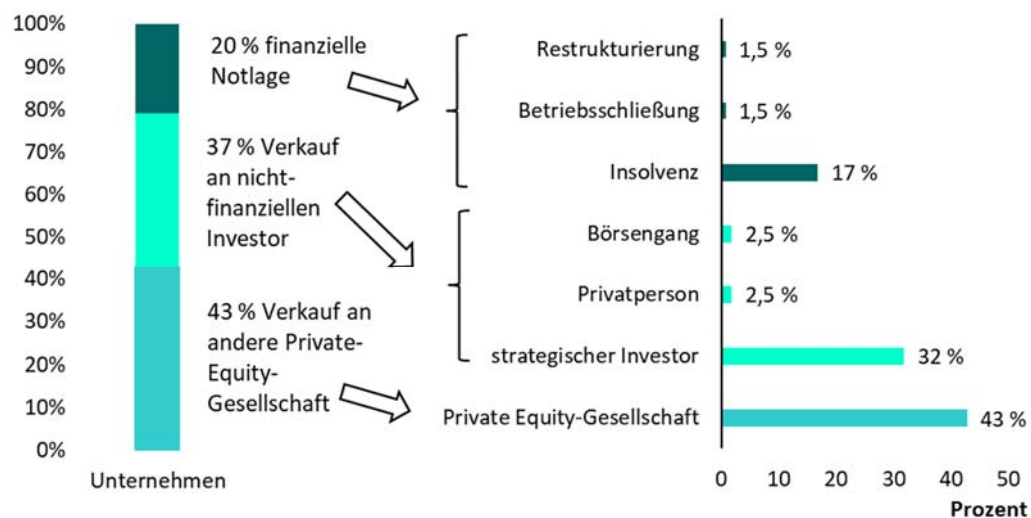 100%
90%
80%
70%
60%
50%
40%
30%
20%
10%
0%
Unternehmen
20 % finanzielle
Notlage
37 % Verkauf
an nicht-
finanziellen
Investor
43 % Verkauf an
andere Private-
Equity-
Gesellschaft
Restrukturierung 1,5 %
Betriebsschließung 1,5 %
Insolvenz 17 %
Börsengang 2,5 %
Privatperson 2,5 %
strategischer Investor 32 %
Private Equity-Gesellschaft 43 %
0 10 20 30 40 50
Prozent